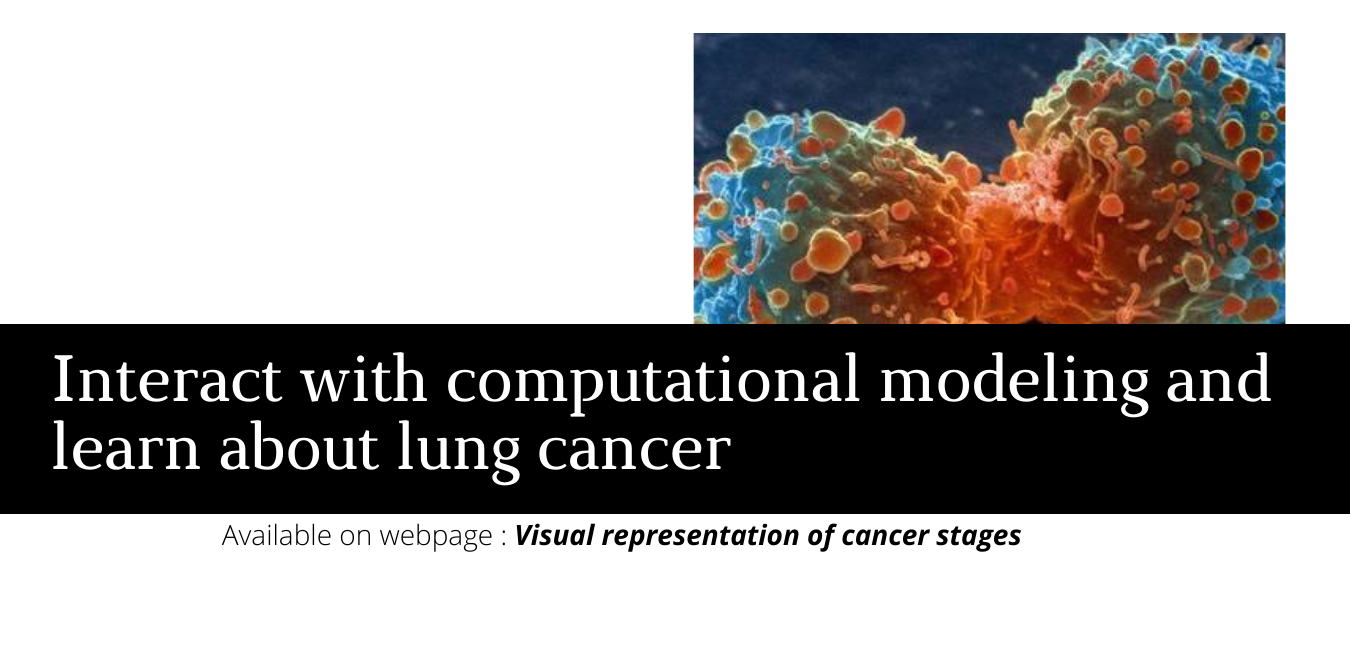 Interact with computational modeling and
learn about lung cancer
Available on webpage : Visual representation of cancer stages